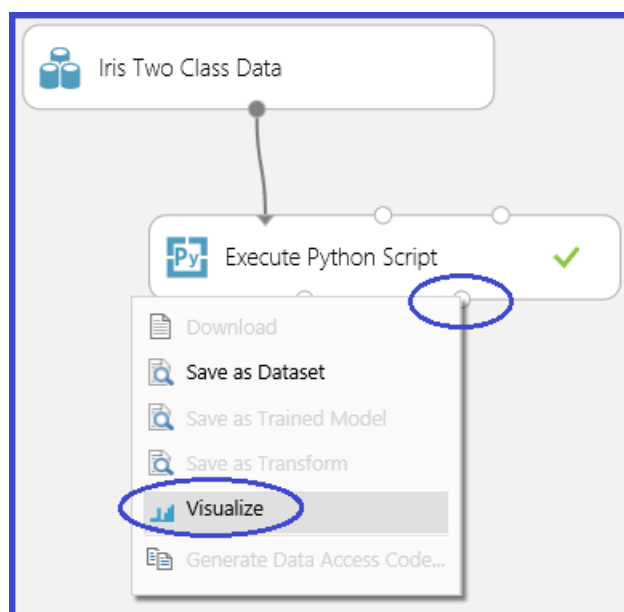 Iris Two Class Data
Py
Execute Python Script
Download
Save as Dataset
Save as Trained Model
Save as Transform
Visualize
Generate Data Access Code...